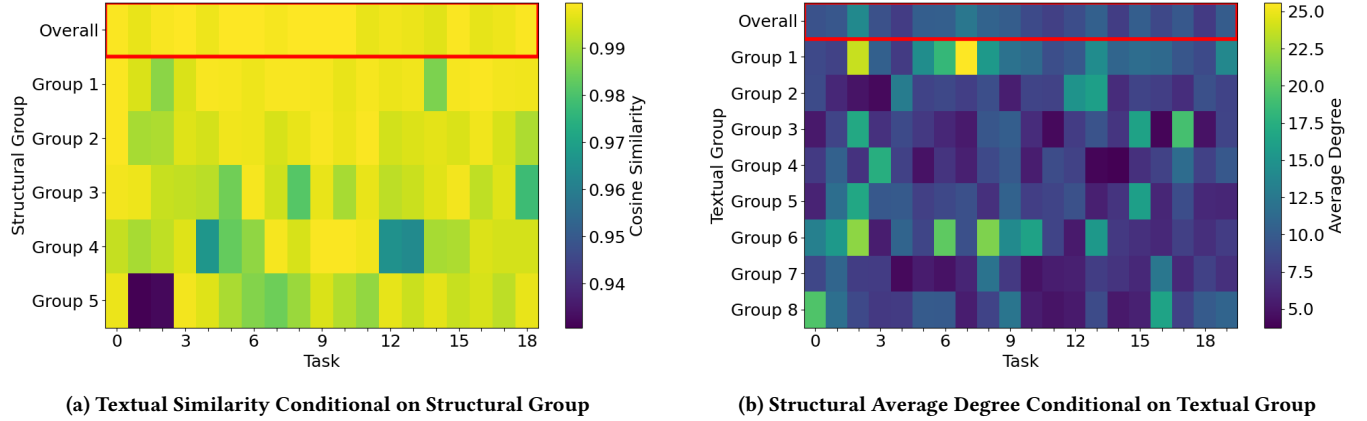 Overall
Group 1
Group 2
Group 3
Group 4
Group 5
Structural Group
0 3 6 9 12 15 18
Task
0.99
0.98
0.97
0.96
0.95
0.94
Cosine Similarity
(a) Textual Similarity Conditional on Structural Group
Overall
Group 1
Group 2
Group 3
Group 4
Group 5
Group 6
Group 7
Group 8
Textual Group
0 3 6 9 12 15 18
Task
25.0
22.5
20.0
17.5
15.0
12.5
10.0
7.5
5.0
Average Degree
(b) Structural Average Degree Conditional on Textual Group